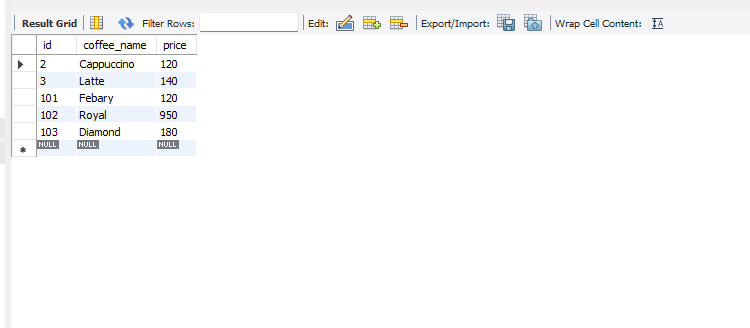 Result Grid Filter Rows: Edit: Export/Import: Wrap Cell Content: A
id coffee_name price
2 Cappuccino 120
3 Latte 140
101 Febary 120
102 Royal 950
103 Diamond 180
NULL NULL NULL